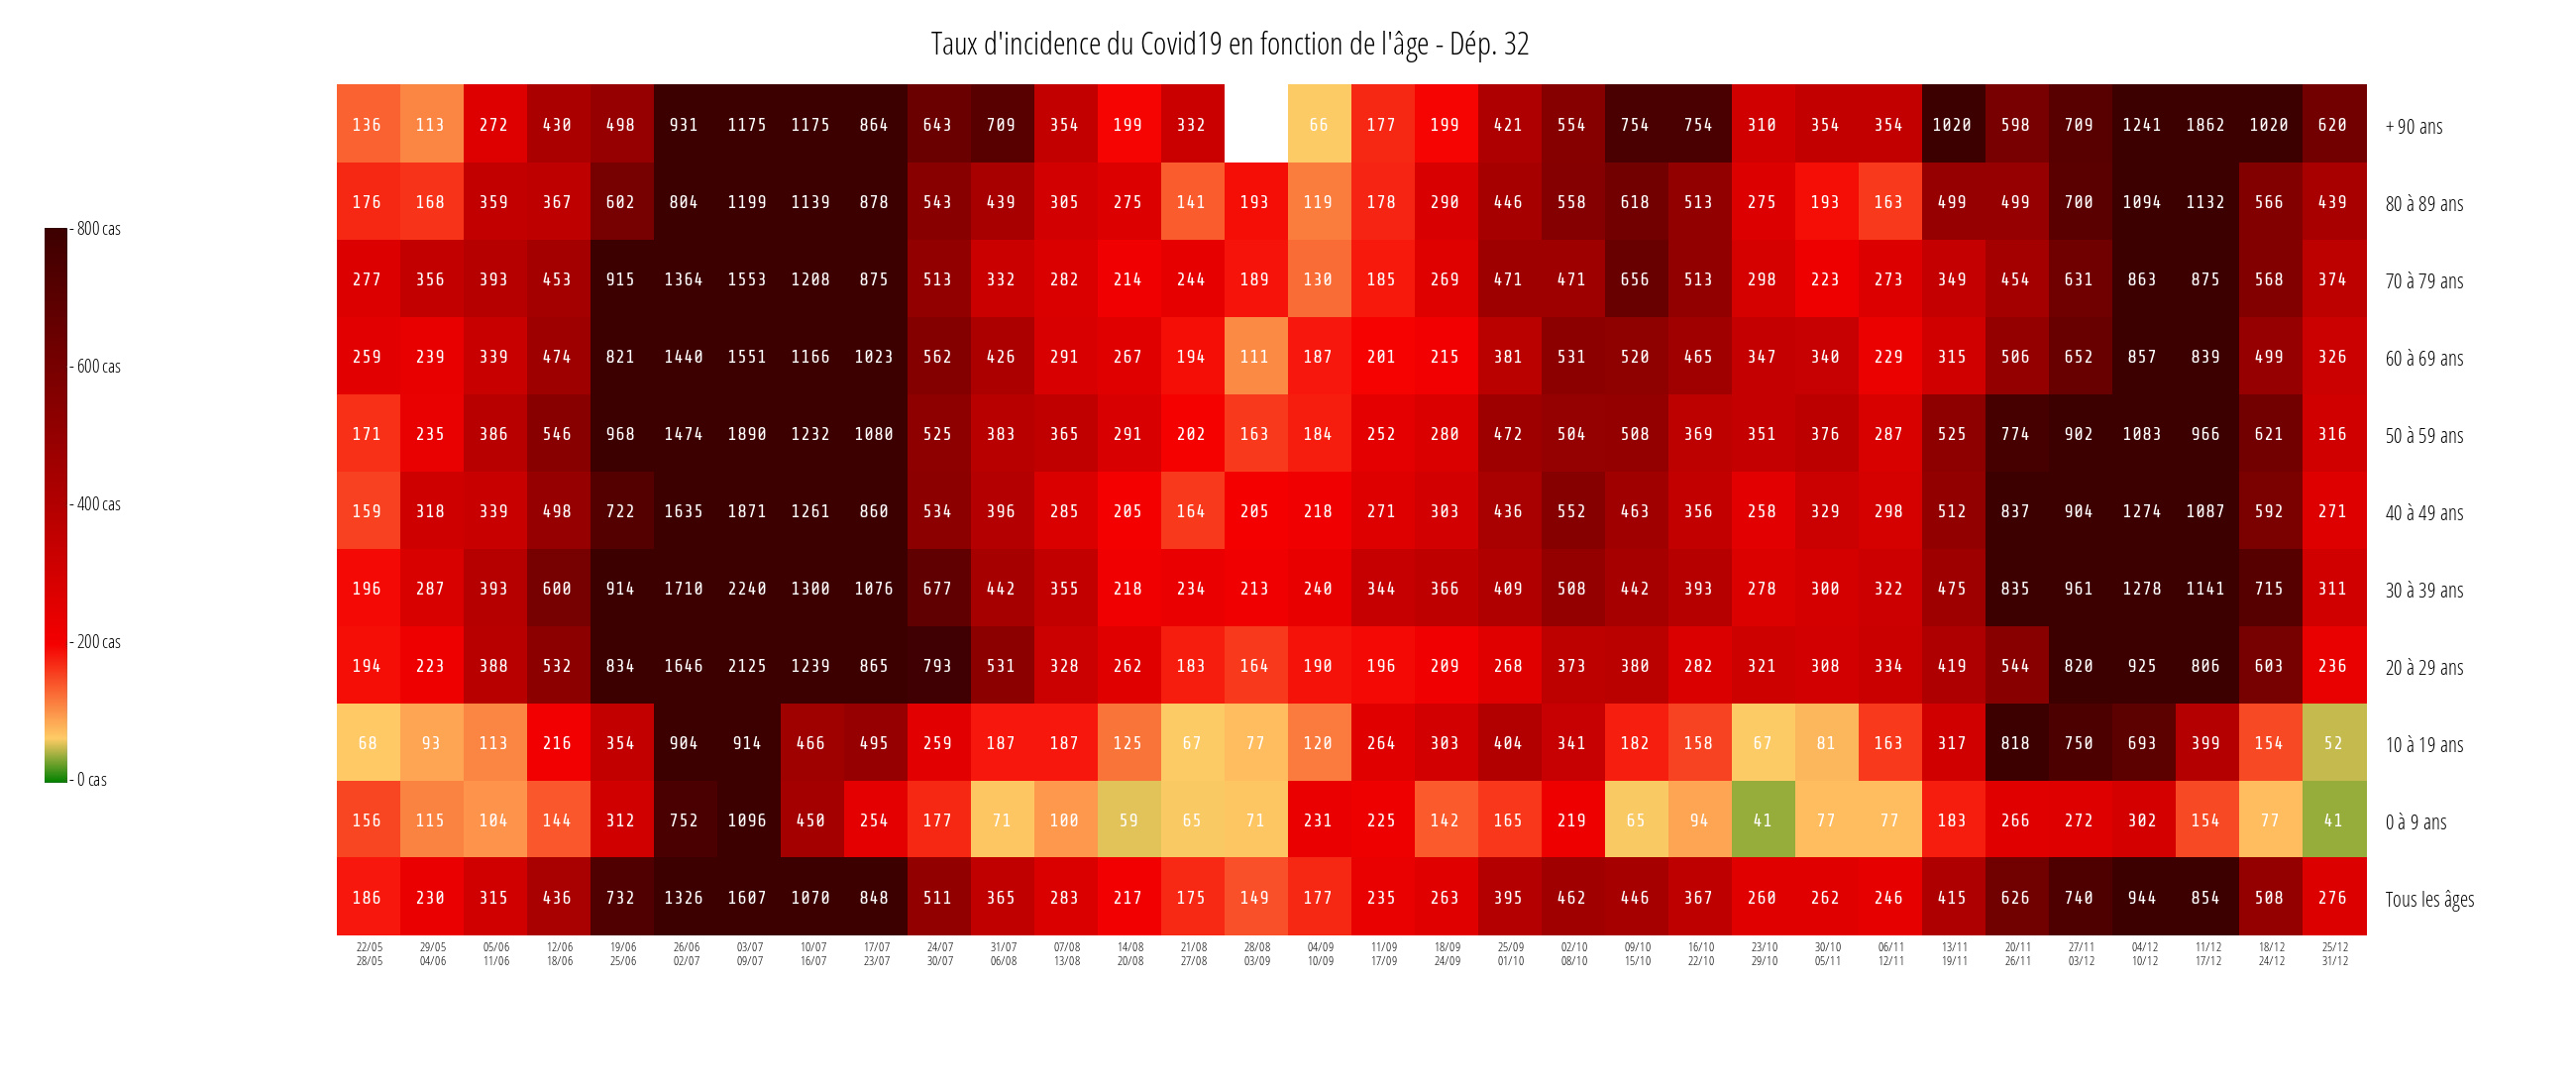 Taux d'incidence du Covid19 en fonction de l'âge - Dép. 32
- 800 cas
- 600 cas
- 400 cas
- 200 cas
- 0 cas
136 113 272 430 498 931 1175 1175 864 643 709 354 199 332 66 177 199 421 554 754 754 310 354 354 1020 598 709 1241 1862 1020 620 + 90 ans
176 168 359 367 602 804 1199 1139 878 543 439 305 275 141 193 119 178 290 446 558 618 513 275 193 163 499 499 700 1094 1132 566 439 80 à 89 ans
277 356 393 453 915 1364 1553 1208 875 513 332 282 214 244 189 130 185 269 471 471 656 513 298 223 273 349 454 631 863 875 568 374 70 à 79 ans
259 239 339 474 821 1440 1551 1166 1023 562 426 291 267 194 111 187 201 215 381 531 520 465 347 340 229 315 506 652 857 839 499 326 60 à 69 ans
171 235 386 546 968 1474 1890 1232 1080 525 383 365 291 202 163 184 252 280 472 504 508 369 351 376 287 525 774 902 1083 966 621 316 50 à 59 ans
159 318 339 498 722 1635 1871 1261 860 534 396 285 205 164 205 218 271 303 436 552 463 356 258 329 298 512 837 904 1274 1087 592 271 40 à 49 ans
196 287 393 600 914 1710 2240 1300 1076 677 442 355 218 234 213 240 344 366 409 508 442 393 278 300 322 475 835 961 1278 1141 715 311 30 à 39 ans
194 223 388 532 834 1646 2125 1239 865 793 531 328 262 183 164 190 196 209 268 373 380 282 321 308 334 419 544 820 925 806 603 236 20 à 29 ans
68 93 113 216 354 904 914 466 495 259 187 187 125 67 77 120 264 303 404 341 182 158 67 81 163 317 818 750 693 399 154 52 10 à 19 ans
156 115 104 144 312 752 1096 450 254 177 71 100 59 65 71 231 225 142 165 219 65 94 41 77 77 183 266 272 302 154 77 41 0 à 9 ans
186 230 315 436 732 1326 1607 1070 848 511 365 283 217 175 149 177 235 263 395 462 446 367 260 262 246 415 626 740 944 854 508 276 Tous les âges
22/05 29/05 05/06 12/06 19/06 26/06 03/07 10/07 17/07 24/07 31/07 07/08 14/08 21/08 28/08 04/09 11/09 18/09 25/09 02/10 09/10 16/10 23/10 30/10 06/11 13/11 20/11 27/11 04/12 11/12 18/12 25/12
28/05 04/06 11/06 18/06 25/06 02/07 09/07 16/07 23/07 30/07 06/08 13/08 20/08 27/08 03/09 10/09 17/09 24/09 01/10 08/10 15/10 22/10 29/10 05/11 12/11 19/11 26/11 03/12 10/12 17/12 24/12 31/12